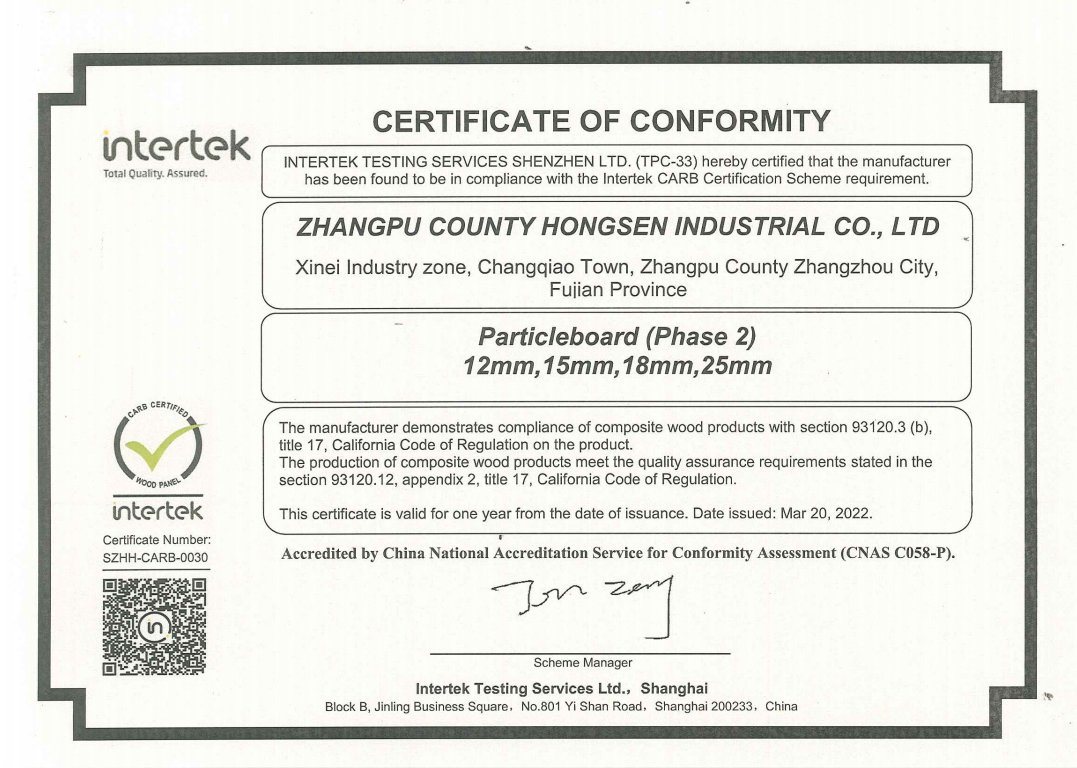 CERTIFICATE OF CONFORMITY
intertek
Total Quality. Assured.
INTERTEK TESTING SERVICES SHENZHEN LTD. (TPC-33) hereby certified that the manufacturer
has been found to be in compliance with the Intertek CARB Certification Scheme requirement.
ZHANGPU COUNTY HONGSEN INDUSTRIAL CO., LTD
Xinei Industry zone, Changqiao Town, Zhangpu County Zhangzhou City,
Fujian Province
Particleboard (Phase 2)
12mm,15mm,18mm,25mm
CARB CERTIFIED
WOOD PANEL
intertek
Certificate Number:
SZHH-CARB-0030
in
The manufacturer demonstrates compliance of composite wood products with section 93120.3 (b),
title 17, California Code of Regulation on the product.
The production of composite wood products meet the quality assurance requirements stated in the
section 93120.12, appendix 2, title 17, California Code of Regulation.
This certificate is valid for one year from the date of issuance. Date issued: Mar 20, 2022.
Accredited by China National Accreditation Service for Conformity Assessment (CNAS C058-P).
Scheme Manager
Intertek Testing Services Ltd., Shanghai
Block B, Jinling Business Square, No.801 Yi Shan Road, Shanghai 200233, China